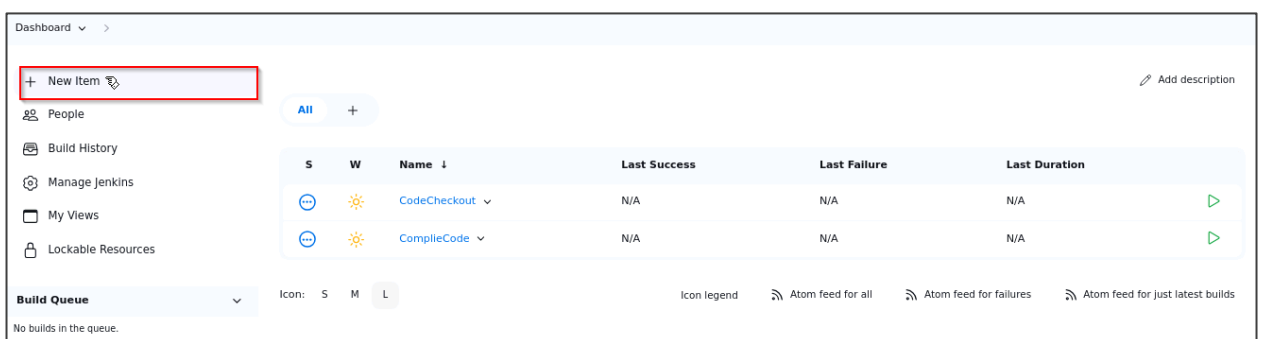 Dashboard
New Item
Add description
People
All +
Build History
S W Name ↓ Last Success Last Failure Last Duration
Manage Jenkins
CodeCheckout N/A N/A N/A
My Views
ComplieCode N/A N/A N/A
Lockable Resources
Build Queue
Icon: S M L Icon legend Atom feed for all Atom feed for failures Atom feed for just latest builds
No builds in the queue.